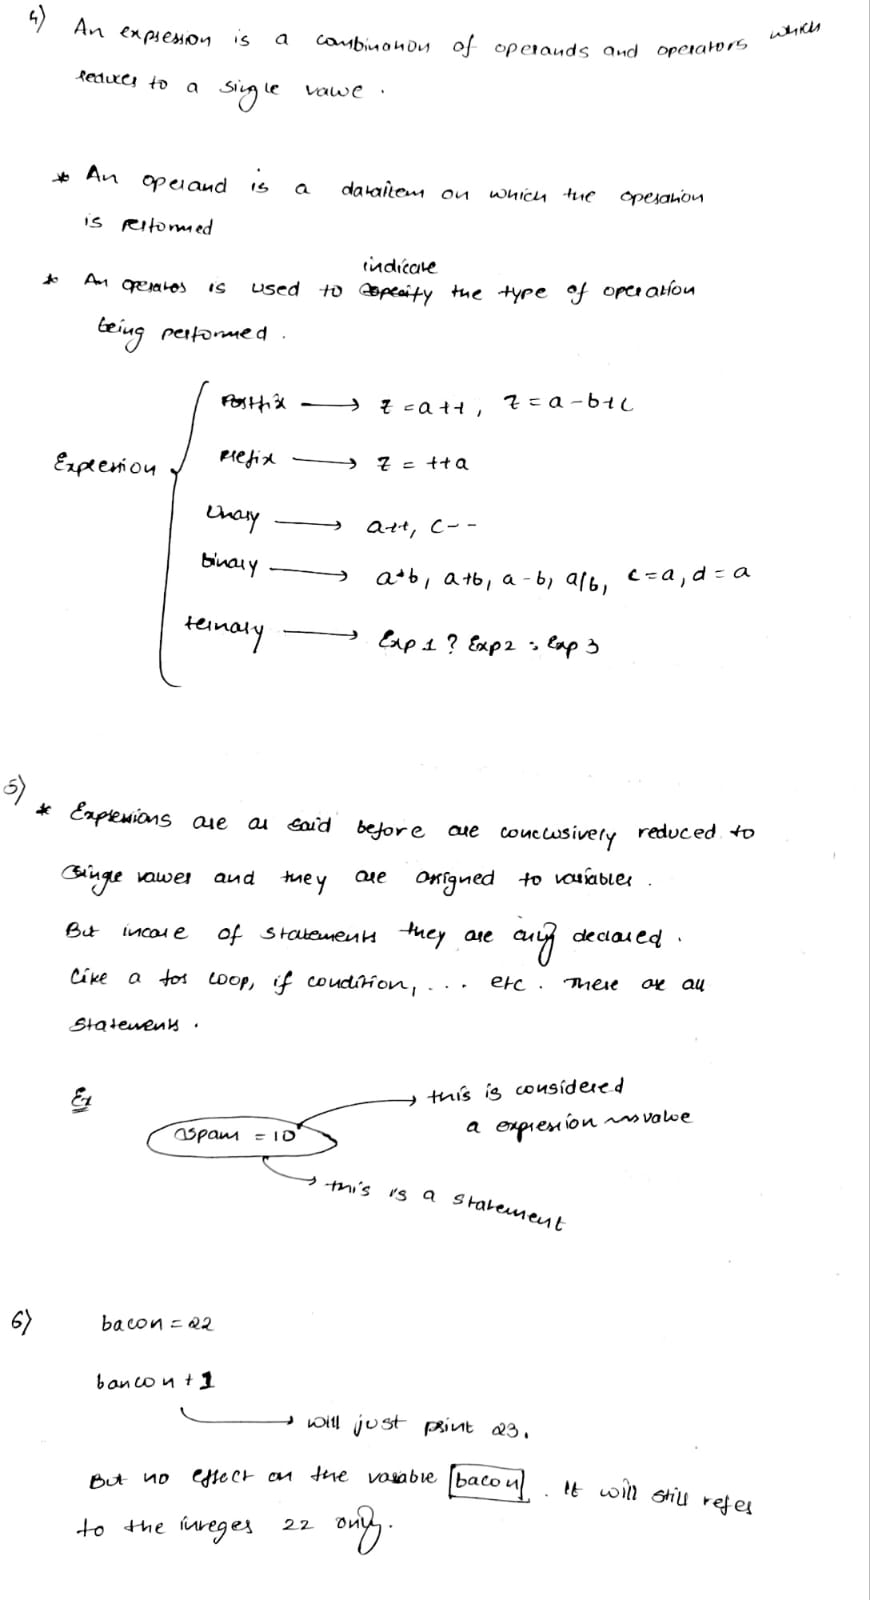 4) An expression is a combination of operands and operators which
reduces to a single value.
* An operand is a dataitem on which the operation
is performed
indicate
* An operator is used to the type of operation
being performed.
Expression
Postfix → z = a++, z = a-b+c
Prefix → z = ++a
Unary → a++, c--
binary → a*b, a+b, a-b, a/b, c=a, d=a
ternary → Exp 1 ? Exp2 : Exp 3
5) * Expressions are as said before are conclusively reduced to
single values and they are assigned to variables.
But incase of statements they are only declared.
Like a for loop, if condition, ... etc. These are all
statements.
Ex
→ this is considered
a expression value
spam = 10
→ this is a statement
6) bacon = 22
bancon + 1
→ will just print 23.
But no effect on the variable bacon. It will still refer
to the integer 22 only.